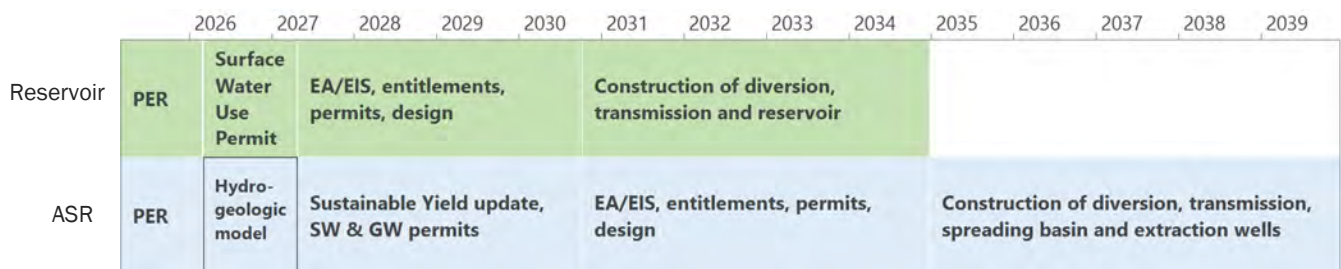 2026 2027 2028 2029 2030 2031 2032 2033 2034 2035 2036 2037 2038 2039
Reservoir
PER
Surface
Water
Use
Permit
EA/EIS, entitlements,
permits, design
Construction of diversion,
transmission and reservoir
ASR
PER
Hydro-
geologic
model
Sustainable Yield update,
SW & GW permits
EA/EIS, entitlements, permits,
design
Construction of diversion, transmission,
spreading basin and extraction wells